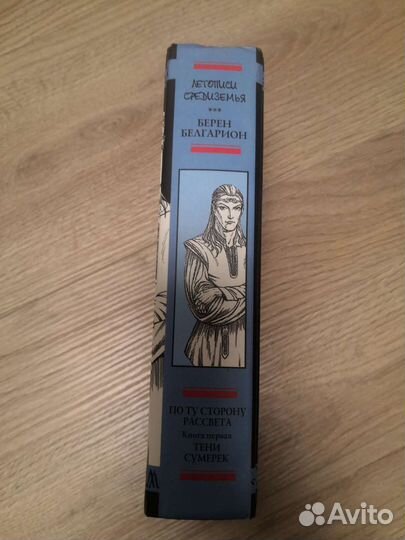 ЛЕТОПИСИ
СРЕДИЗЕМЬЯ
***
БЕРЕН
БЕЛГАРИОН
ПО ТУ СТОРОНУ
РАССВЕТА
Книга первая
ТЕНИ
СУМЕРЕК
Avito